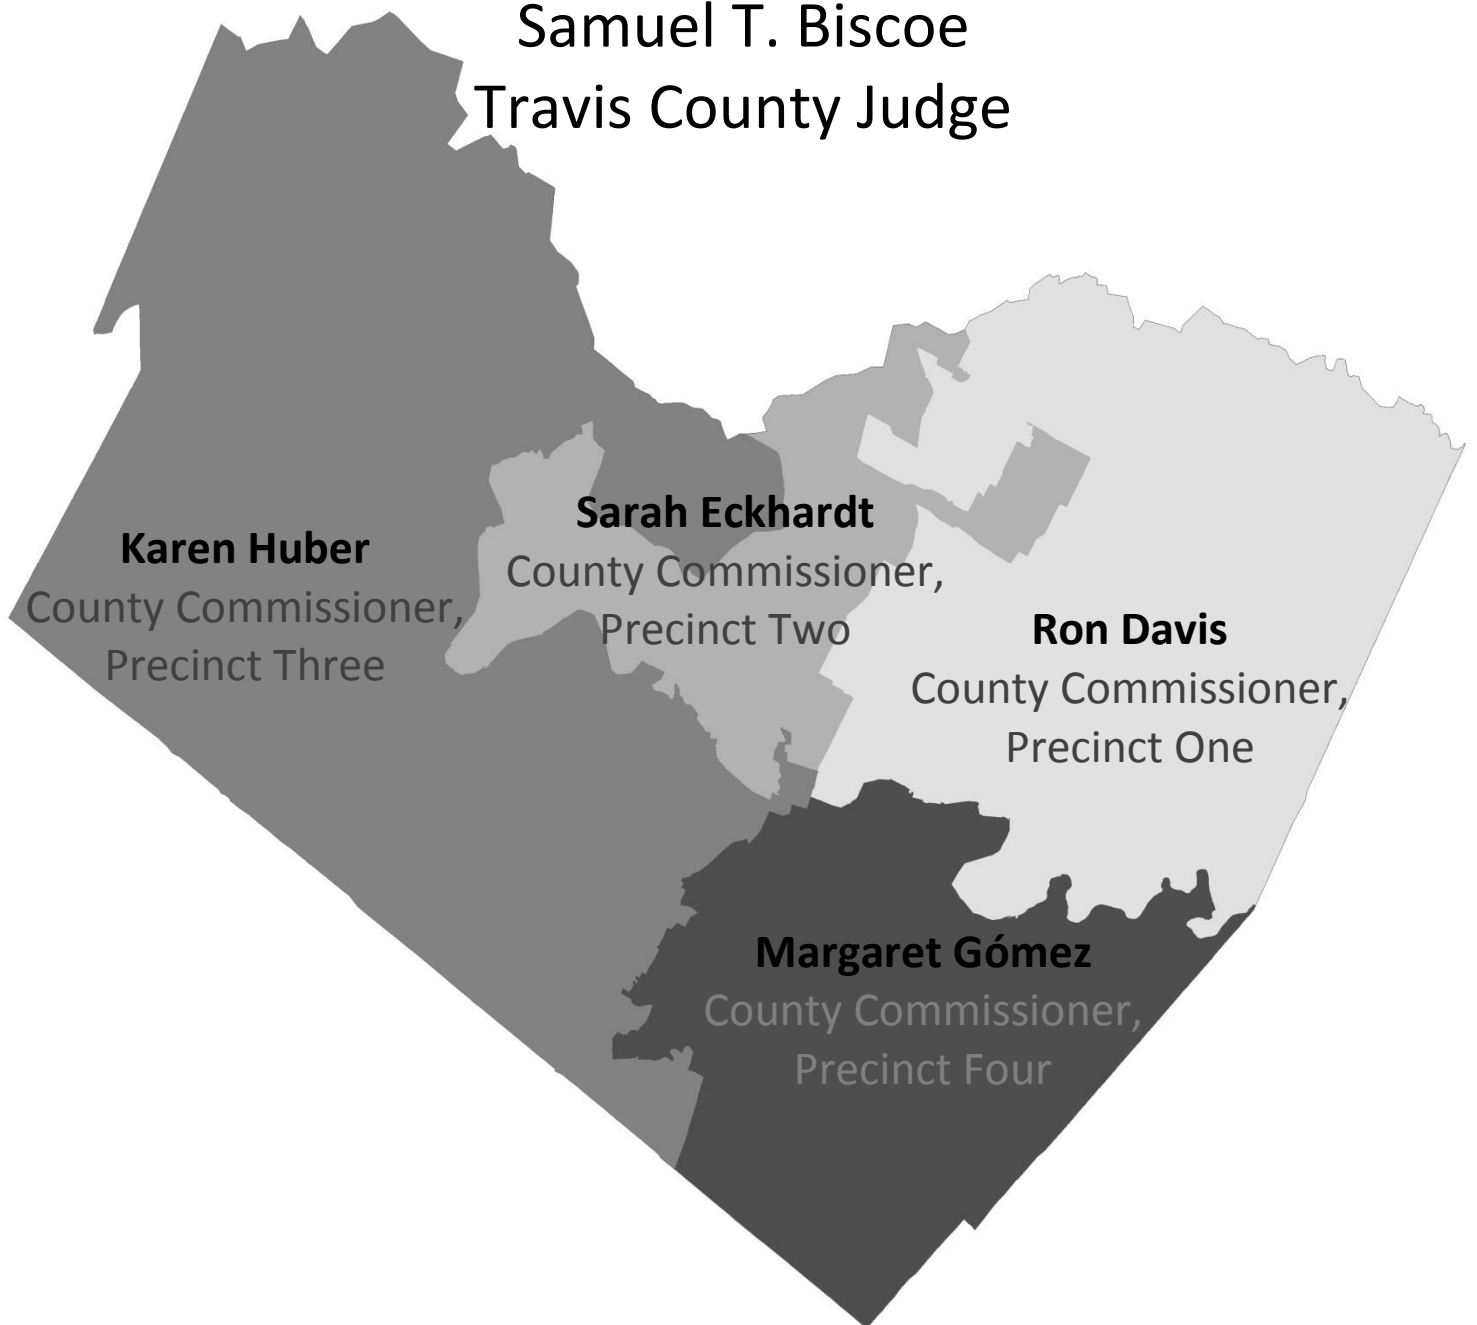 Samuel T. Biscoe
Travis County Judge
Karen Huber
County Commissioner,
Precinct Three
Sarah Eckhardt
County Commissioner,
Precinct Two
Ron Davis
County Commissioner,
Precinct One
Margaret Gómez
County Commissioner,
Precinct Four